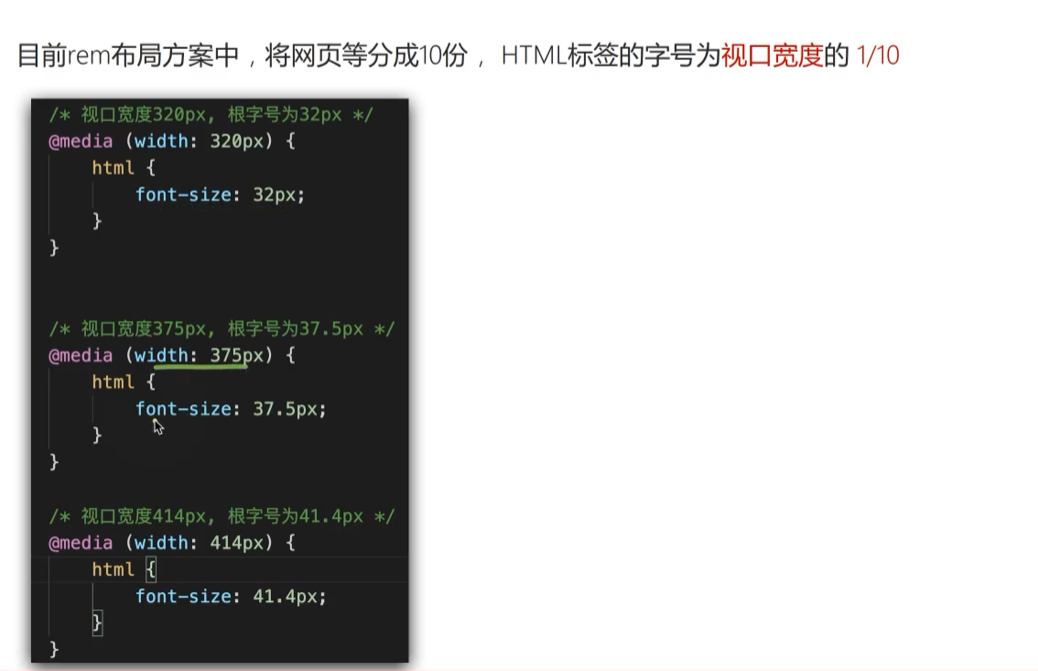 目前rem布局方案中，将网页等分成10份， HTML标签的字号为视口宽度的 1/10
/* 视口宽度320px, 根字号为32px */
@media (width: 320px) {
html {
font-size: 32px;
}
}
/* 视口宽度375px, 根字号为37.5px */
@media (width: 375px) {
html {
font-size: 37.5px;
}
}
/* 视口宽度414px, 根字号为41.4px */
@media (width: 414px) {
html {
font-size: 41.4px;
}
}